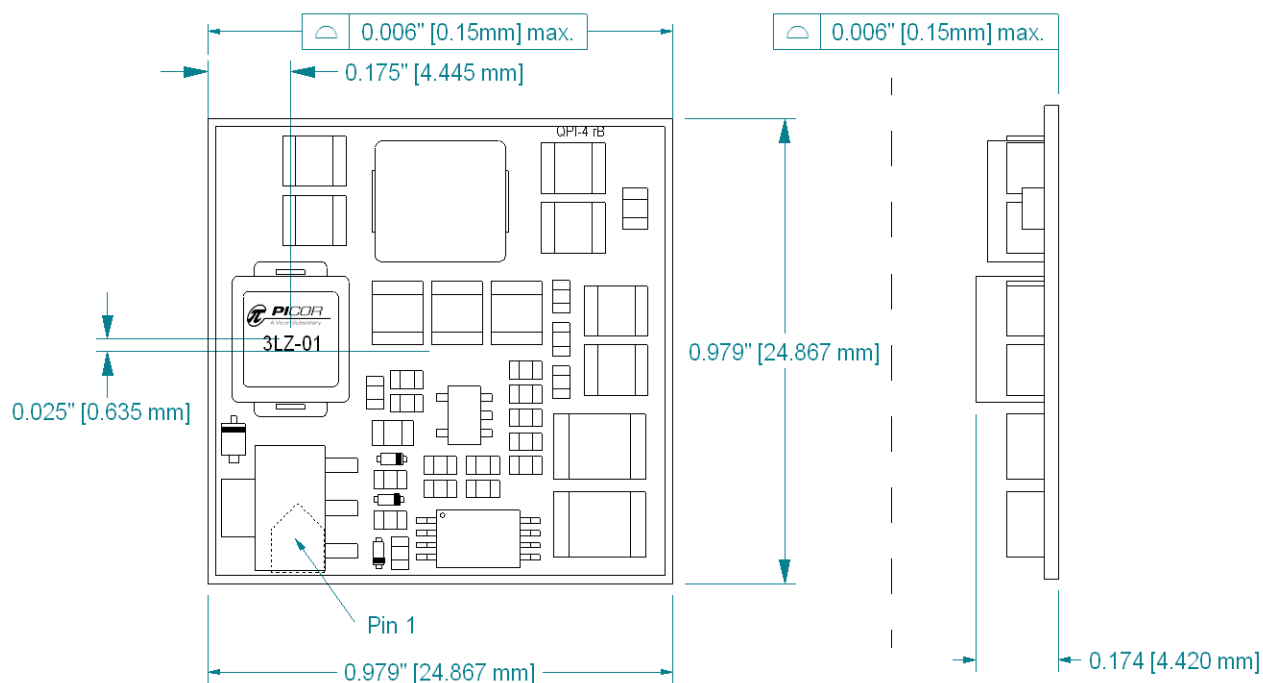 0.006" [0.15mm] max.
0.006" [0.15mm] max.
0.175" [4.445 mm]
QPI-4 rB
π PICOR
A Vicor Subsidiary
3LZ-01
0.979" [24.867 mm]
0.025" [0.635 mm]
Pin 1
0.979" [24.867 mm]
0.174 [4.420 mm]